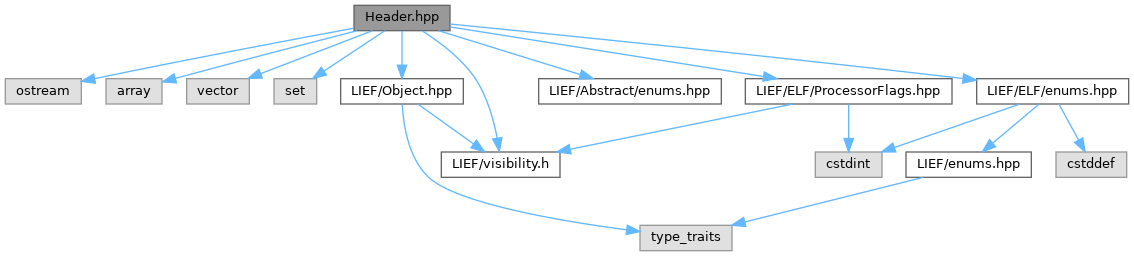 Header.hpp
ostream
array
vector
set
LIEF/Object.hpp
LIEF/Abstract/enums.hpp
LIEF/ELF/ProcessorFlags.hpp
LIEF/ELF/enums.hpp
LIEF/visibility.h
cstdint
LIEF/enums.hpp
cstddef
type_traits